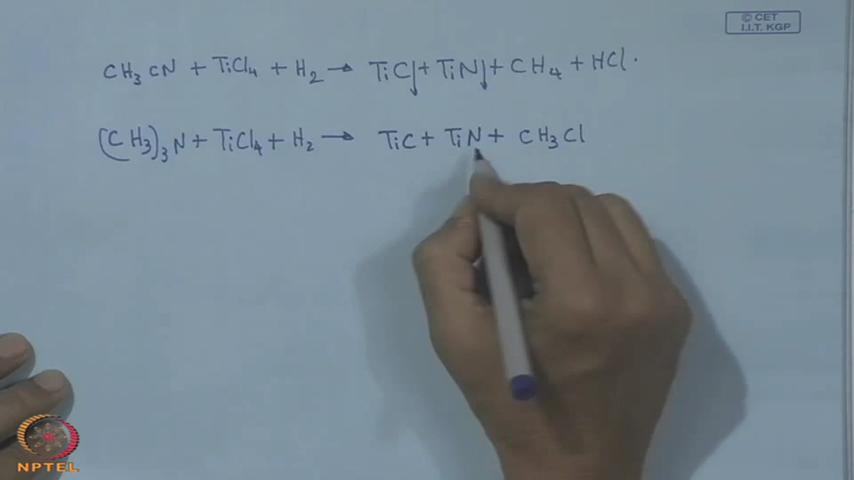 © CET
I.I.T. KGP
CH₃CN + TiCl₄ + H₂ → TiC↓ + TiN↓ + CH₄ + HCl.
(CH₃)₃N + TiCl₄ + H₂ → TiC + TiN + CH₃Cl
NPTEL